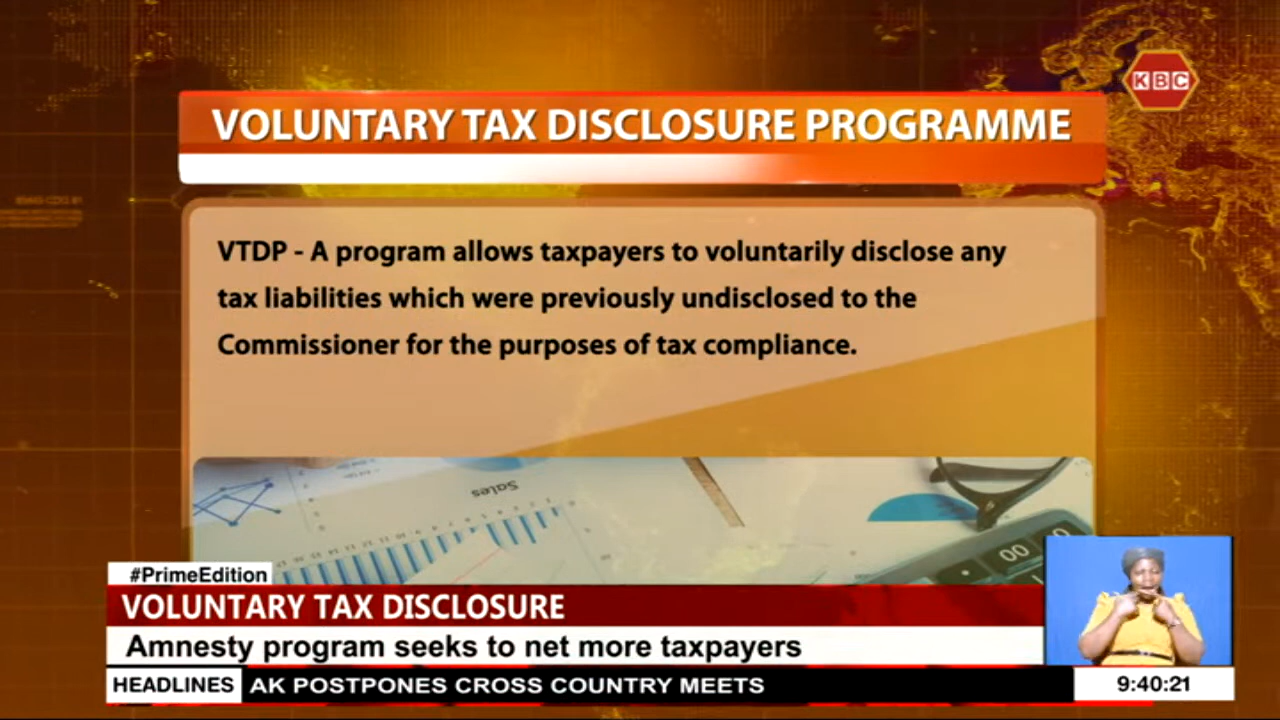 KBC
VOLUNTARY TAX DISCLOSURE PROGRAMME
VTDP - A program allows taxpayers to voluntarily disclose any
tax liabilities which were previously undisclosed to the
Commissioner for the purposes of tax compliance.
Sales
00
#PrimeEdition
VOLUNTARY TAX DISCLOSURE
Amnesty program seeks to net more taxpayers
HEADLINES AK POSTPONES CROSS COUNTRY MEETS
9:40:21